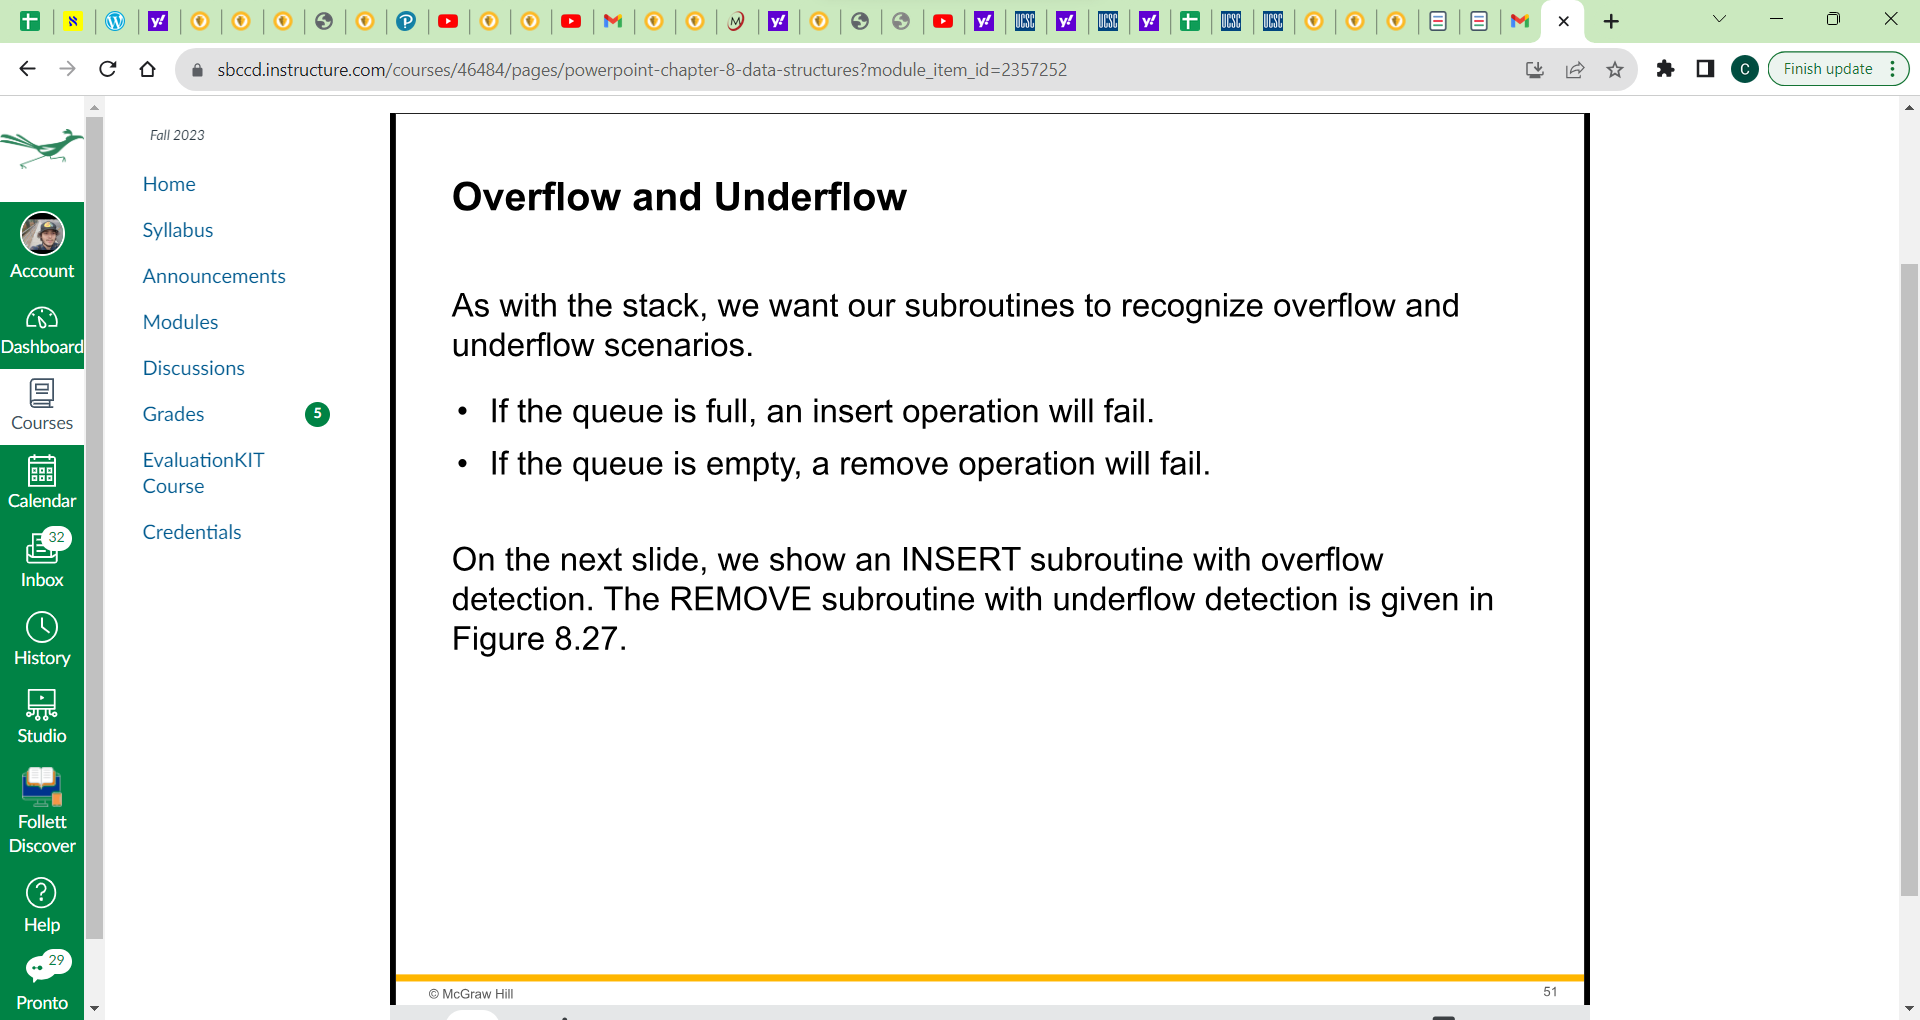 sbccd.instructure.com/courses/46484/pages/powerpoint-chapter-8-data-structures?module_item_id=2357252
C
Finish update
Fall 2023
Home
Syllabus
Announcements
Modules
Discussions
Grades
5
EvaluationKIT
Course
Credentials
Account
Dashboard
Courses
Calendar
32
Inbox
History
Studio
Follett
Discover
Help
29
Pronto
Overflow and Underflow
As with the stack, we want our subroutines to recognize overflow and
underflow scenarios.
• If the queue is full, an insert operation will fail.
• If the queue is empty, a remove operation will fail.
On the next slide, we show an INSERT subroutine with overflow
detection. The REMOVE subroutine with underflow detection is given in
Figure 8.27.
© McGraw Hill
51